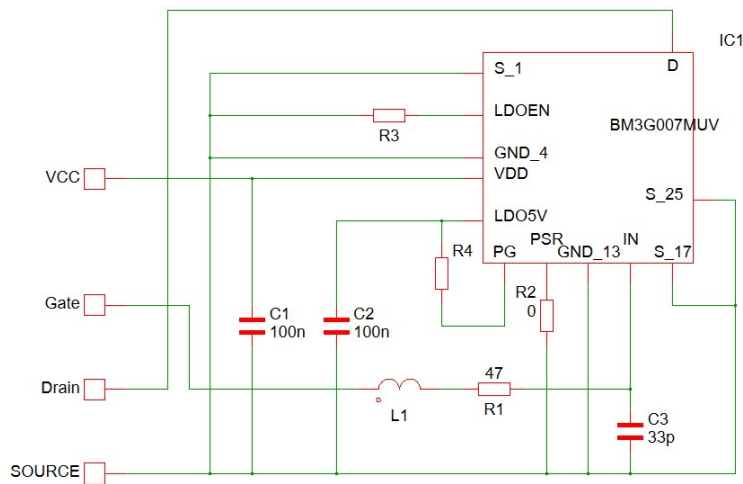 IC1
S_1
D
LDOEN
BM3G007MUV
R3
GND_4
VCC
VDD
S_25
LDO5V
PSR
IN
R4
PG
GND_13
S_17
Gate
R2
0
C1
100n
C2
100n
47
Drain
R1
L1
C3
33p
SOURCE